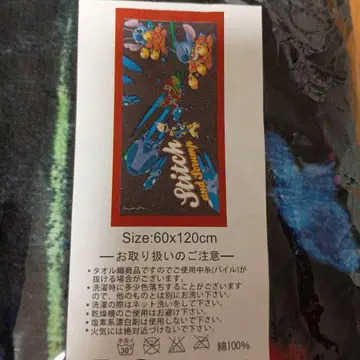 Stitch
and Scrump
Size:60x120cm
—お取り扱いのご注意—
・タオル織商品ですのでご使用中糸(パイル)が
抜ける場合がございます。
・洗濯時に多少色落ちすることがございます
ので、他のものとは別にお洗い下さい。
・洗濯の際はネット洗いをして下さい。
・乾燥機のご使用はお避け下さい。
・塩素系漂白剤は使用しないで下さい。
・火気には絶対近づけないで下さい。
30
綿100%